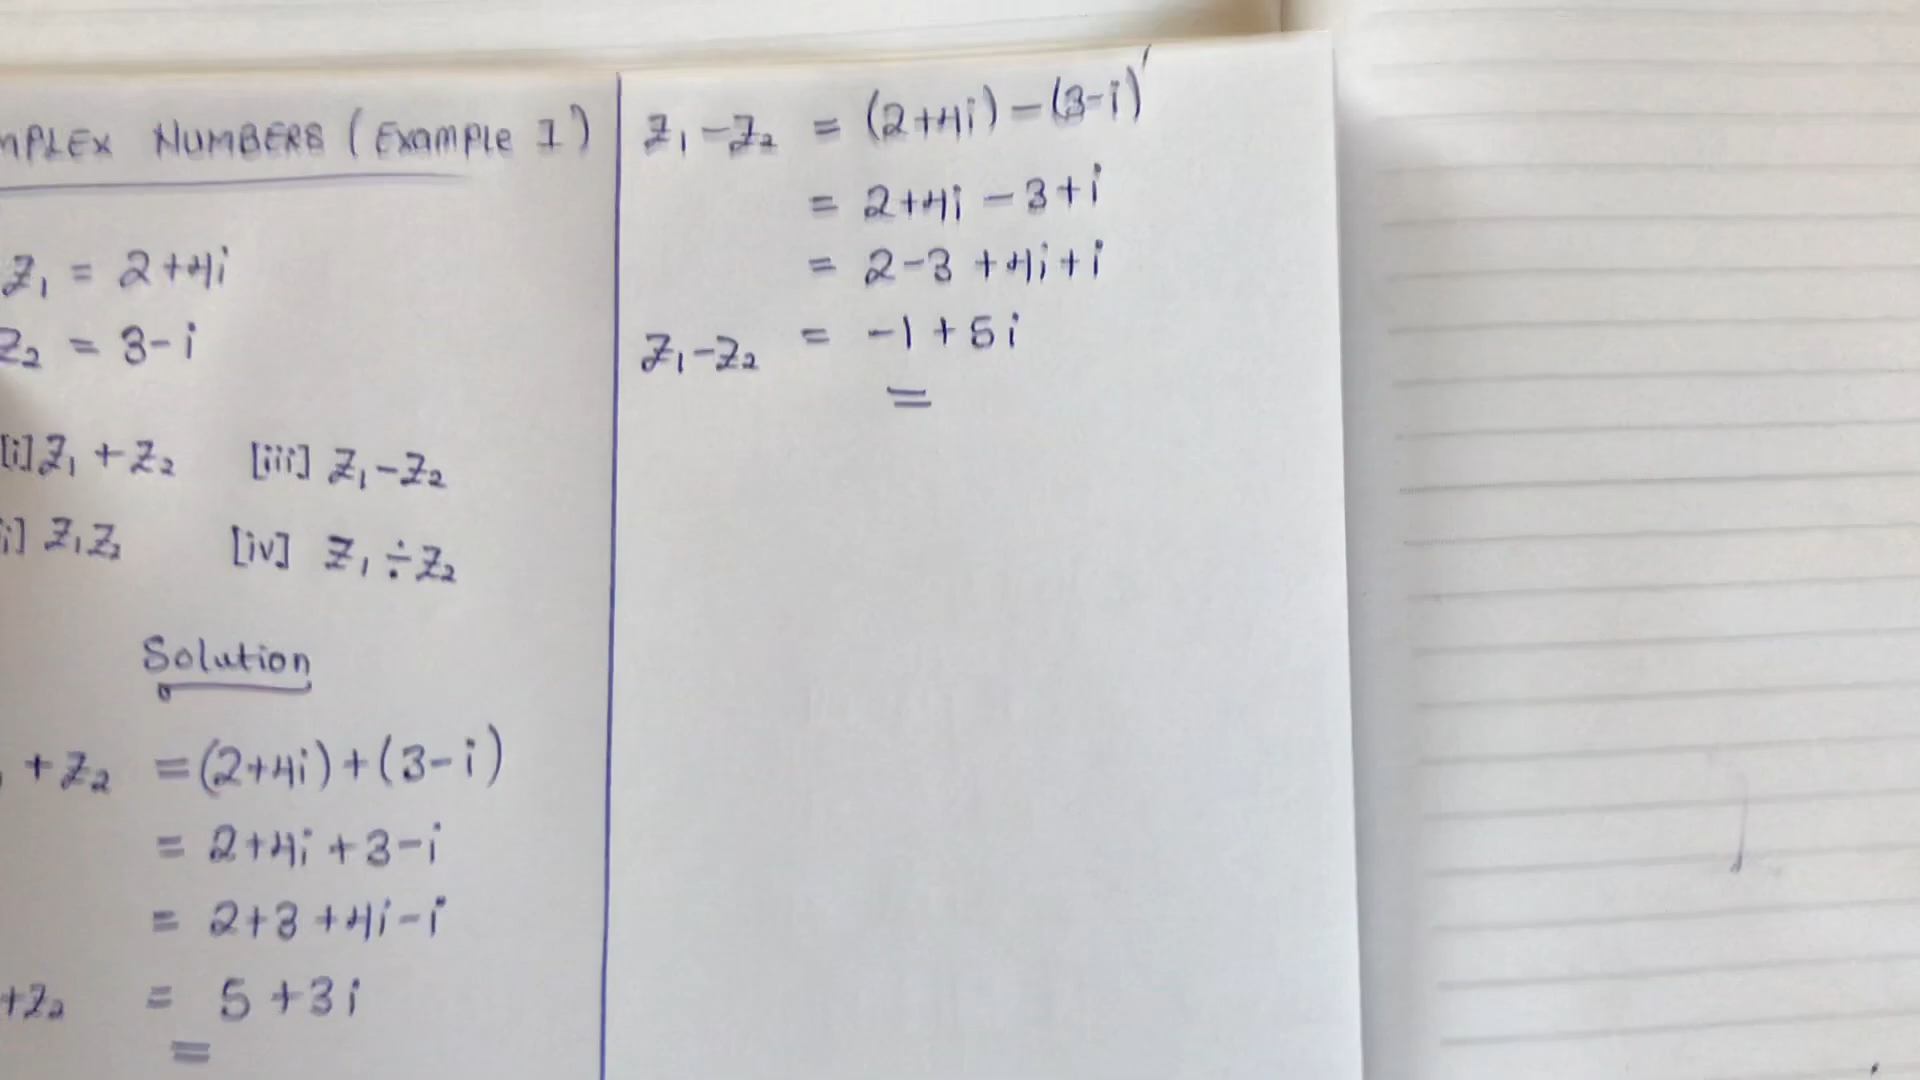 NUMBERS (Example 1)
Z₁ = 2+4i
Z₂ = 3-i
[i] Z₁ + Z₂ [iii] Z₁ - Z₂
i] Z₁Z₂ [iv] Z₁ ÷ Z₂
Solution
+ Z₂ = (2+4i) + (3-i)
= 2+4i + 3-i
= 2+3 + 4i-i
+Z₂ = 5 + 3i
=
Z₁ - Z₂ = (2+4i) - (3-i)
= 2+4i - 3+i
= 2-3 + 4i+i
Z₁-Z₂ = -1 + 5i
=